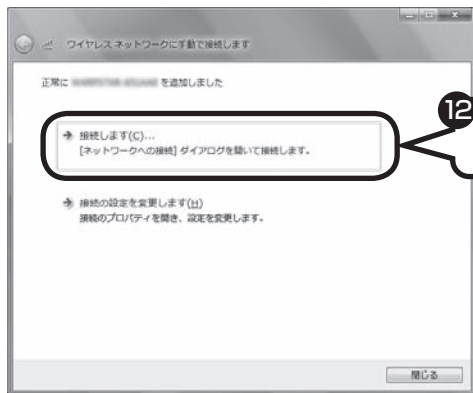 ワイヤレス ネットワークに手動で接続します
正常に を追加しました
接続します(C)...
[ネットワークへの接続] ダイアログを開いて接続します。
12
接続の設定を変更します(H)
接続のプロパティを開き、設定を変更します。
閉じる